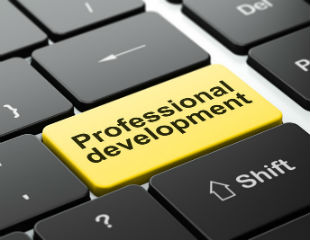 Del
}
Professional
development
Shift
?